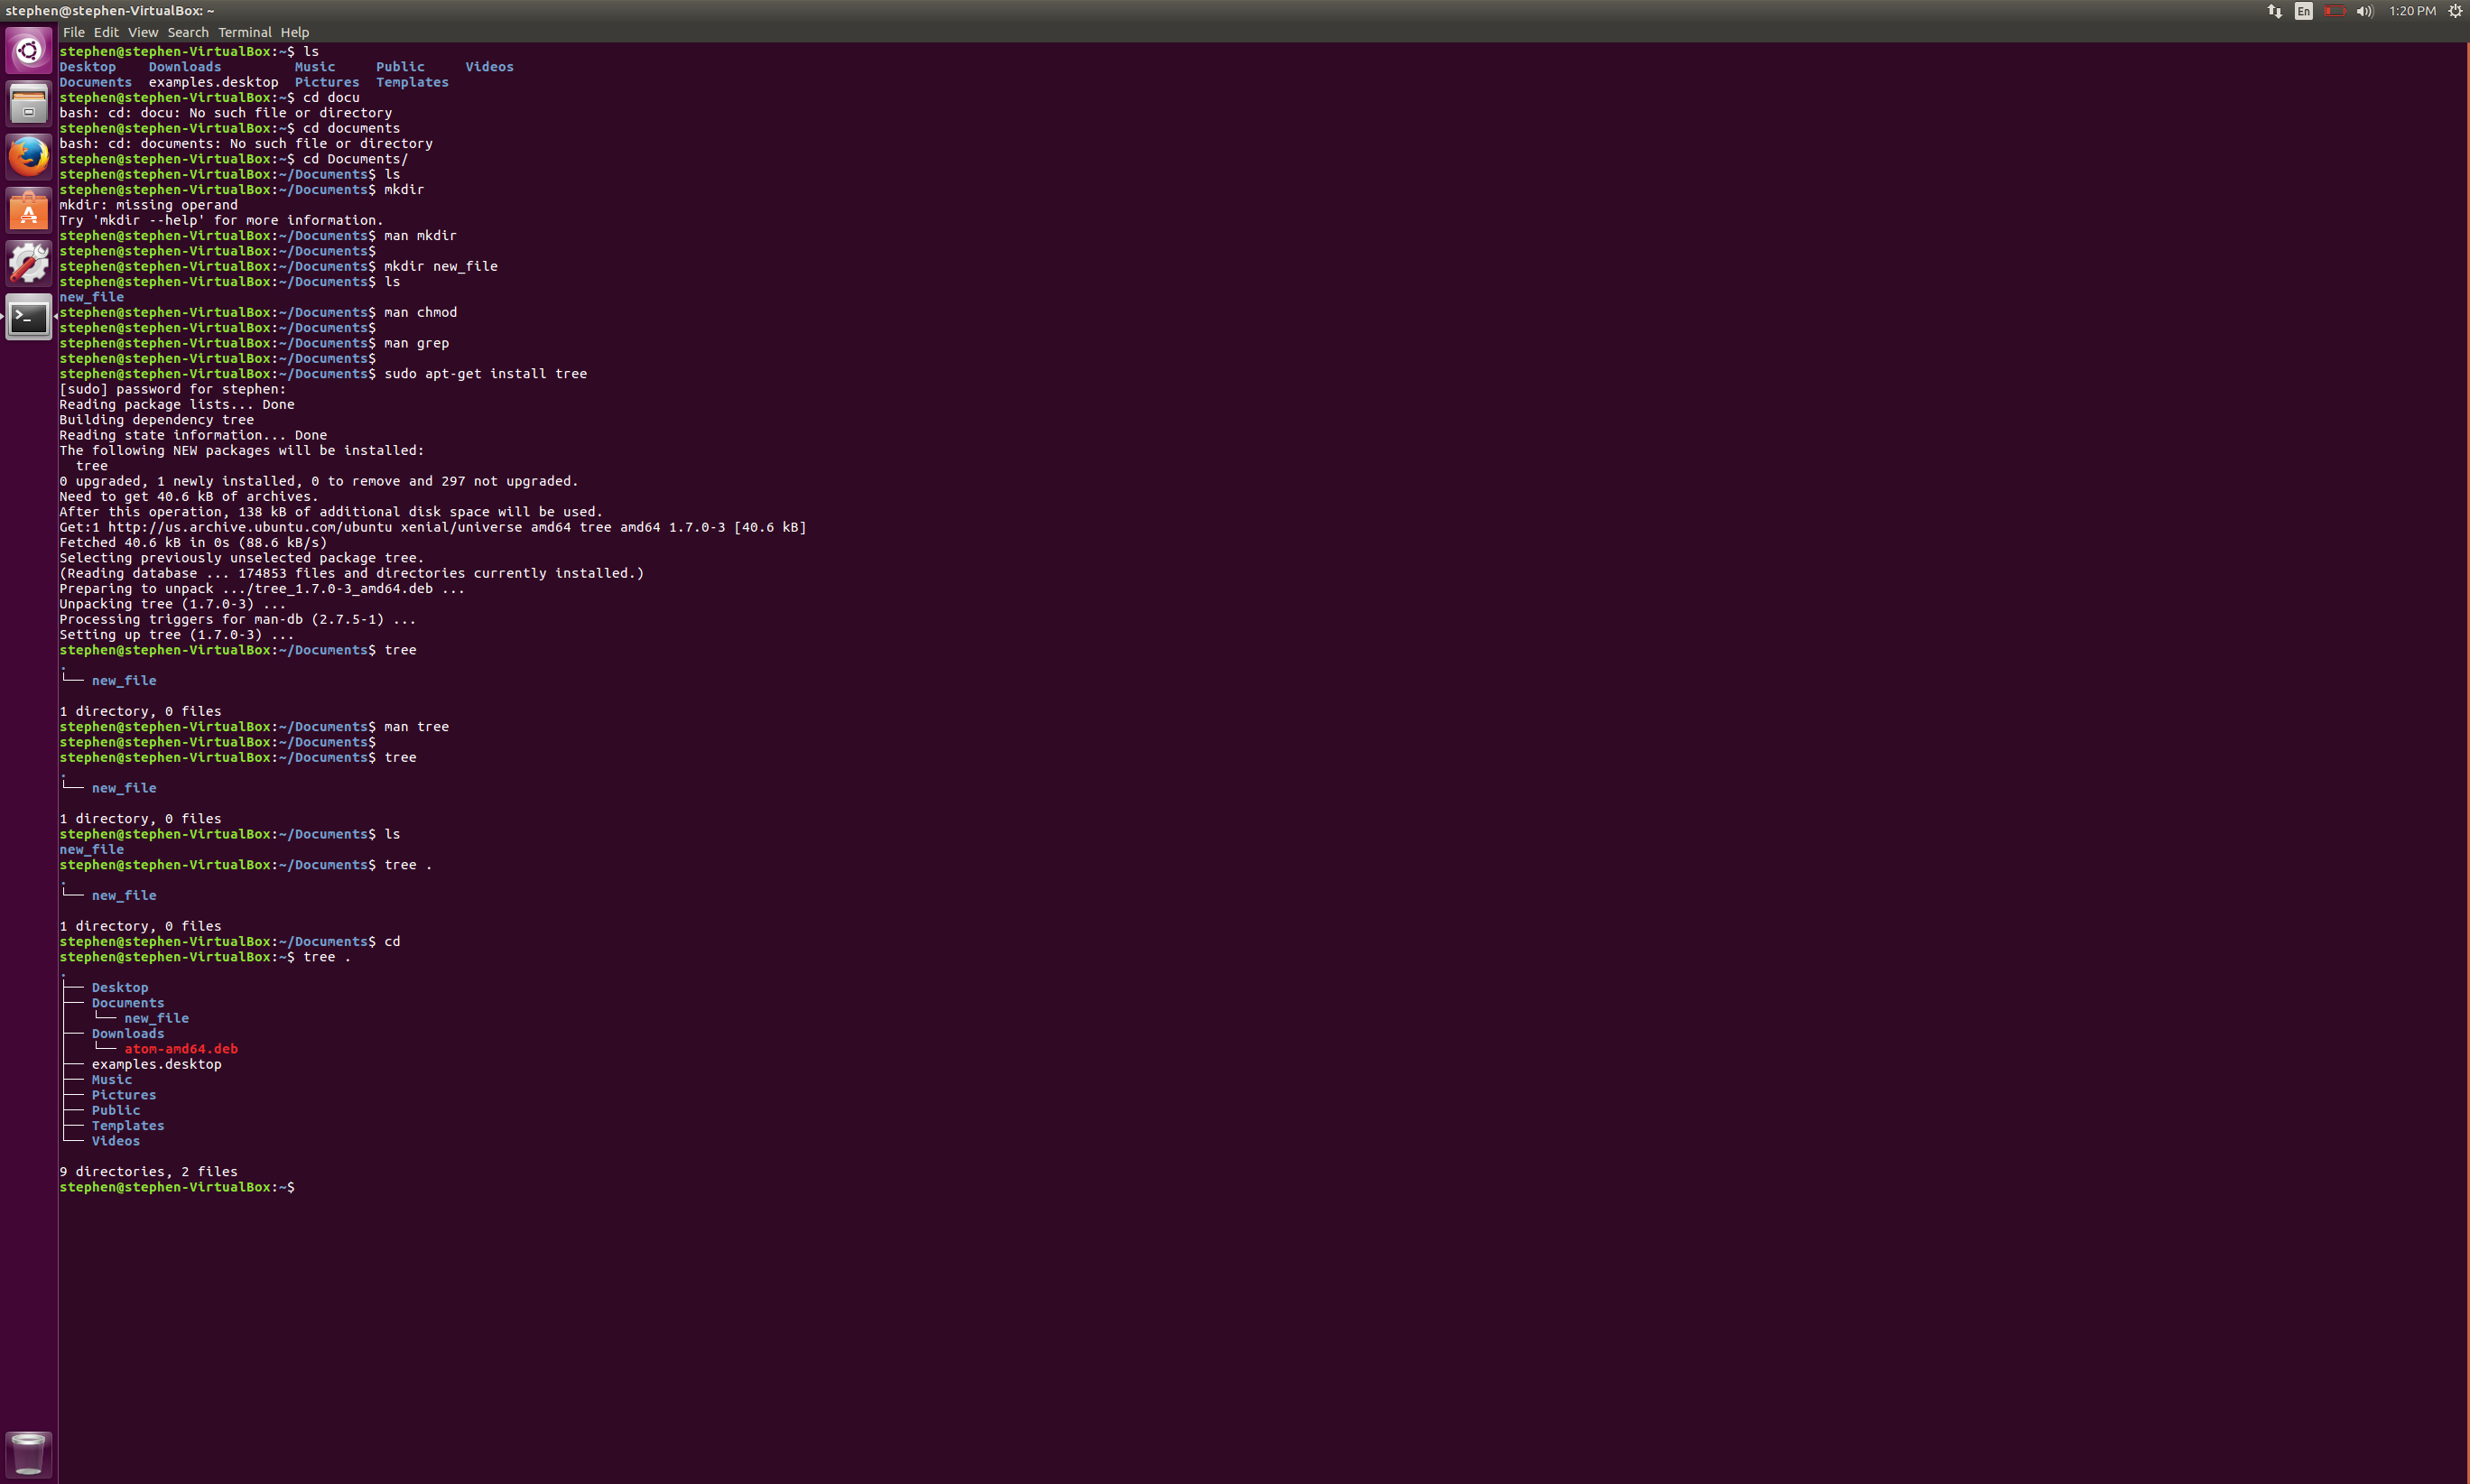 stephen@stephen-VirtualBox: ~
En
1:20 PM
File Edit View Search Terminal Help
stephen@stephen-VirtualBox:~$ ls
Desktop    Downloads         Music     Public     Videos
Documents  examples.desktop  Pictures  Templates
stephen@stephen-VirtualBox:~$ cd docu
bash: cd: docu: No such file or directory
stephen@stephen-VirtualBox:~$ cd documents
bash: cd: documents: No such file or directory
stephen@stephen-VirtualBox:~$ cd Documents/
stephen@stephen-VirtualBox:~/Documents$ ls
stephen@stephen-VirtualBox:~/Documents$ mkdir
mkdir: missing operand
Try 'mkdir --help' for more information.
stephen@stephen-VirtualBox:~/Documents$ man mkdir
stephen@stephen-VirtualBox:~/Documents$
stephen@stephen-VirtualBox:~/Documents$ mkdir new_file
stephen@stephen-VirtualBox:~/Documents$ ls
new_file
stephen@stephen-VirtualBox:~/Documents$ man chmod
stephen@stephen-VirtualBox:~/Documents$
stephen@stephen-VirtualBox:~/Documents$ man grep
stephen@stephen-VirtualBox:~/Documents$
stephen@stephen-VirtualBox:~/Documents$ sudo apt-get install tree
[sudo] password for stephen:
Reading package lists... Done
Building dependency tree
Reading state information... Done
The following NEW packages will be installed:
  tree
0 upgraded, 1 newly installed, 0 to remove and 297 not upgraded.
Need to get 40.6 kB of archives.
After this operation, 138 kB of additional disk space will be used.
Get:1 http://us.archive.ubuntu.com/ubuntu xenial/universe amd64 tree amd64 1.7.0-3 [40.6 kB]
Fetched 40.6 kB in 0s (88.6 kB/s)
Selecting previously unselected package tree.
(Reading database ... 174853 files and directories currently installed.)
Preparing to unpack .../tree_1.7.0-3_amd64.deb ...
Unpacking tree (1.7.0-3) ...
Processing triggers for man-db (2.7.5-1) ...
Setting up tree (1.7.0-3) ...
stephen@stephen-VirtualBox:~/Documents$ tree
.
└── new_file

1 directory, 0 files
stephen@stephen-VirtualBox:~/Documents$ man tree
stephen@stephen-VirtualBox:~/Documents$
stephen@stephen-VirtualBox:~/Documents$ tree
.
└── new_file

1 directory, 0 files
stephen@stephen-VirtualBox:~/Documents$ ls
new_file
stephen@stephen-VirtualBox:~/Documents$ tree .
.
└── new_file

1 directory, 0 files
stephen@stephen-VirtualBox:~/Documents$ cd
stephen@stephen-VirtualBox:~$ tree .
.
├── Desktop
├── Documents
│   └── new_file
├── Downloads
│   └── atom-amd64.deb
├── examples.desktop
├── Music
├── Pictures
├── Public
├── Templates
└── Videos

9 directories, 2 files
stephen@stephen-VirtualBox:~$